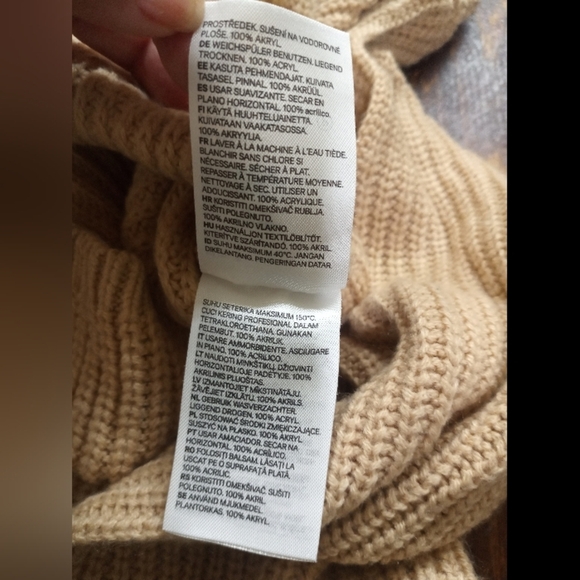 PROSTŘEDEK. SUŠENÍ NA VODOROVNE
PLOŠE. 100% AKRYL.
DE WEICHSPÜLER BENUTZEN. LIEGEND
TROCKNEN. 100% ACRYL.
EE KASUTA PEHMENDAJAT. KUIVATA
TASASEL PINNAL. 100% AKRÜÜL.
ES USAR SUAVIZANTE. SECAR EN
PLANO HORIZONTAL. 100% acrílico.
FI KÄYTÄ HUUHTELUAINETTA.
KUIVATAAN VAAKATASOSSA.
100% AKRYYLIA.
FR LAVER À LA MACHINE À L'EAU TIÈDE.
BLANCHIR SANS CHLORE SI
NÉCESSAIRE. SÉCHER À PLAT.
REPASSER À TEMPÉRATURE MOYENNE.
NETTOYAGE À SEC. UTILISER UN
ADOUCISSANT. 100% ACRYLIQUE.
HR KORISTITI OMEKŠIVAČ RUBLJA.
SUŠITI POLEGNUTO.
100% AKRILNO VLAKNO.
HU HASZNÁLJON TEXTILÖBLÍTŐT.
KITERÍTVE SZÁRÍTANDÓ. 100% AKRIL.
ID SUHU MAKSIMUM 40°C. JANGAN
DIKELANTANG. PENGERINGAN DATAR.
SUHU SETERIKA MAKSIMUM 150°C.
CUCI KERING PROFESIONAL DALAM
TETRAKLOROETHANA. GUNAKAN
PELEMBUT. 100% AKRILIK.
IT USARE AMMORBIDENTE. ASCIUGARE
IN PIANO. 100% ACRILICO.
LT NAUDOTI MINKŠTIKLĮ. DŽIOVINTI
HORIZONTALIOJE PADĖTYJE. 100%
AKRILINIS PLUOŠTAS.
LV IZMANTOJIET MĪKSTINĀTĀJU.
ŽĀVĒJIET IZKLĀTU. 100% AKRILS.
NL GEBRUIK WASVERZACHTER.
LIGGEND DROGEN. 100% ACRYL.
PL STOSOWAĆ ŚRODEK ZMIĘKCZAJĄCE.
SUSZYĆ NA PŁASKO. 100% AKRYL.
PT USAR AMACIADOR. SECAR NA
HORIZONTAL. 100% ACRÍLICO.
RO FOLOSIȚI BALSAM. LĂSAȚI LA
USCAT PE O SUPRAFAȚĂ PLATĂ.
100% ACRILIC.
RS KORISTITI OMEKŠIVAČ. SUŠITI
POLEGNUTO. 100% AKRIL.
SE ANVÄND MJUKMEDEL.
PLANTORKAS. 100% AKRYL.